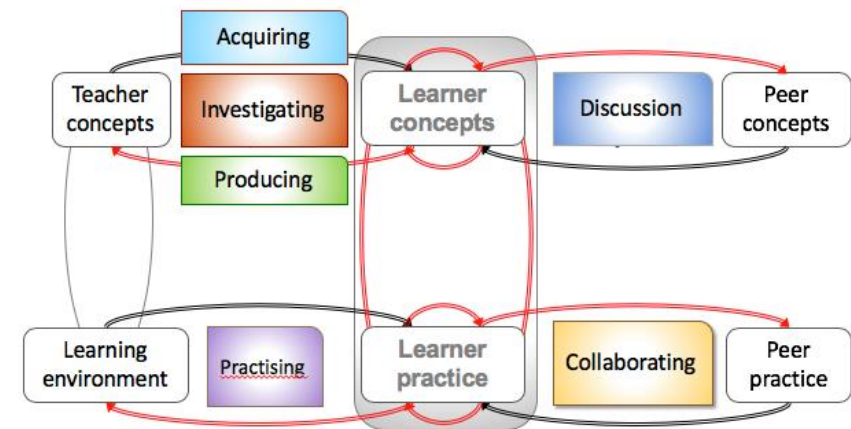 Acquiring
Teacher
concepts
Investigating
Learner
concepts
Discussion
Peer
concepts
Producing
Learning
environment
Practising
Learner
practice
Collaborating
Peer
practice